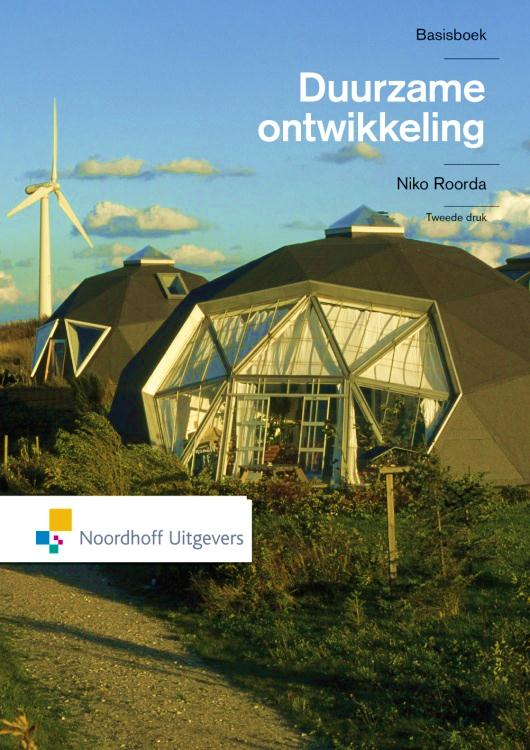 Basisboek
Duurzame
ontwikkeling
Niko Roorda
Tweede druk
Noordhoff Uitgevers